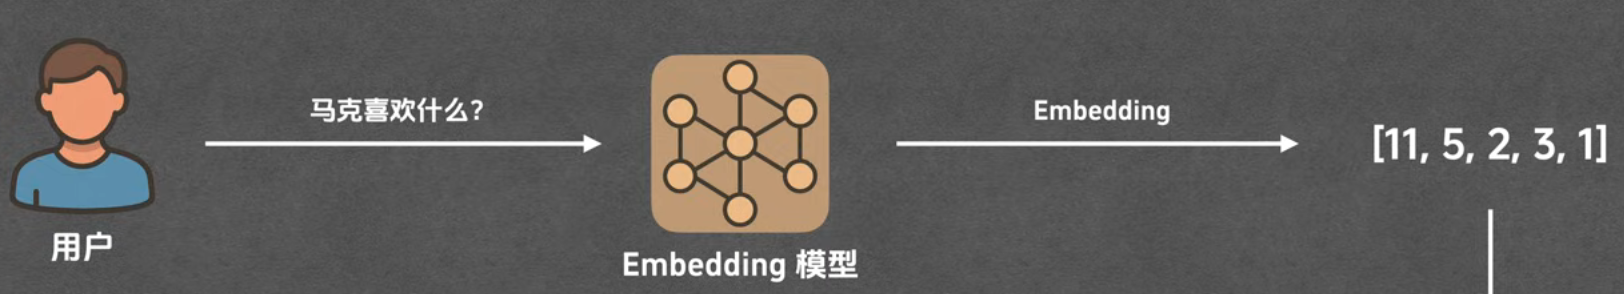 马克喜欢什么?
Embedding
[11, 5, 2, 3, 1]
用户
Embedding 模型